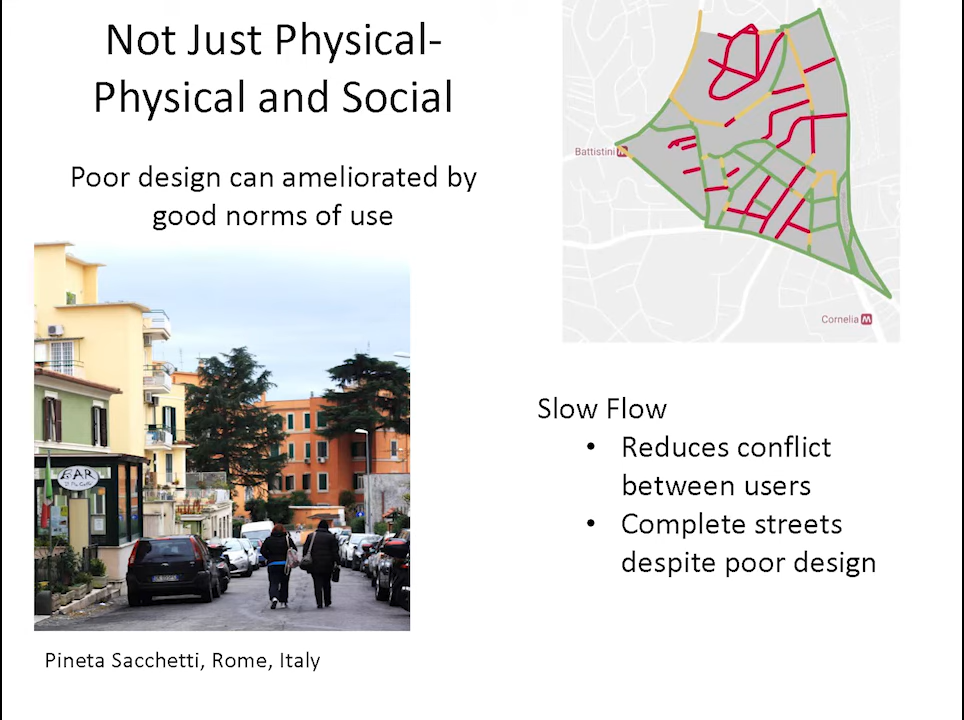 Not Just Physical-
Physical and Social
Poor design can ameliorated by
good norms of use
Battistini M
Cornelia M
BAR
Slow Flow
• Reduces conflict
between users
• Complete streets
despite poor design
Pineta Sacchetti, Rome, Italy